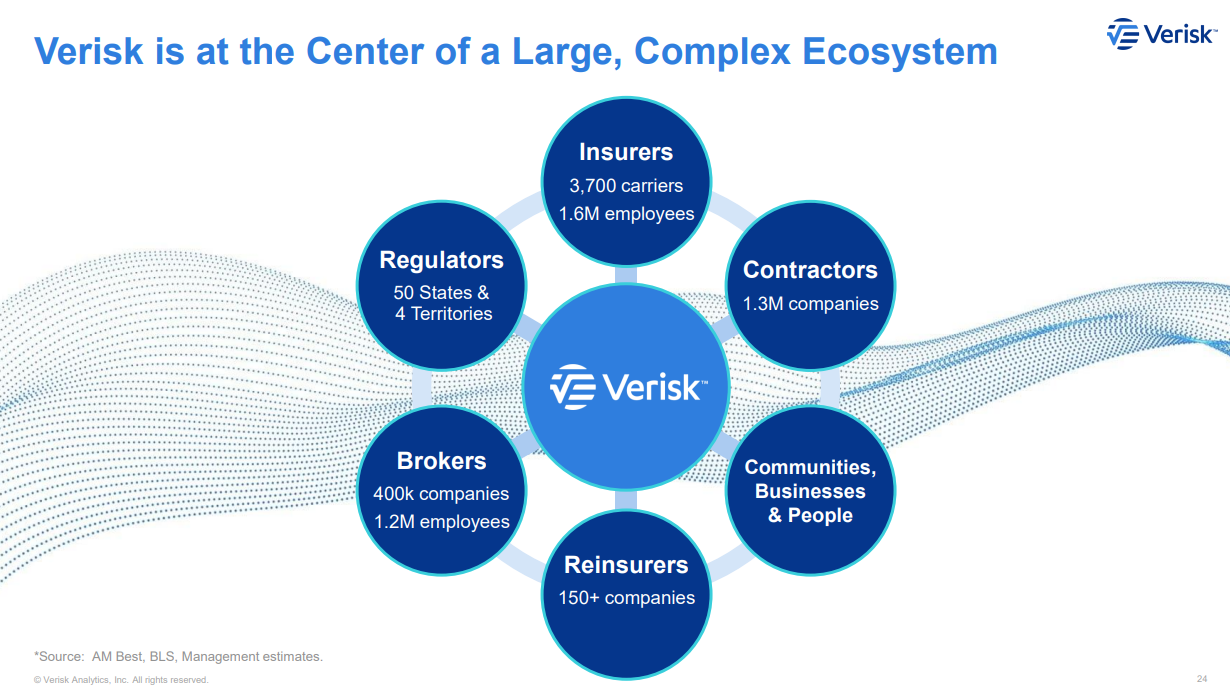 Verisk is at the Center of a Large, Complex Ecosystem
Verisk™
Insurers
3,700 carriers
1.6M employees
Regulators
50 States &
4 Territories
Contractors
1.3M companies
Verisk™
Brokers
400k companies
1.2M employees
Communities,
Businesses
& People
Reinsurers
150+ companies
*Source: AM Best, BLS, Management estimates.
© Verisk Analytics, Inc. All rights reserved.
24